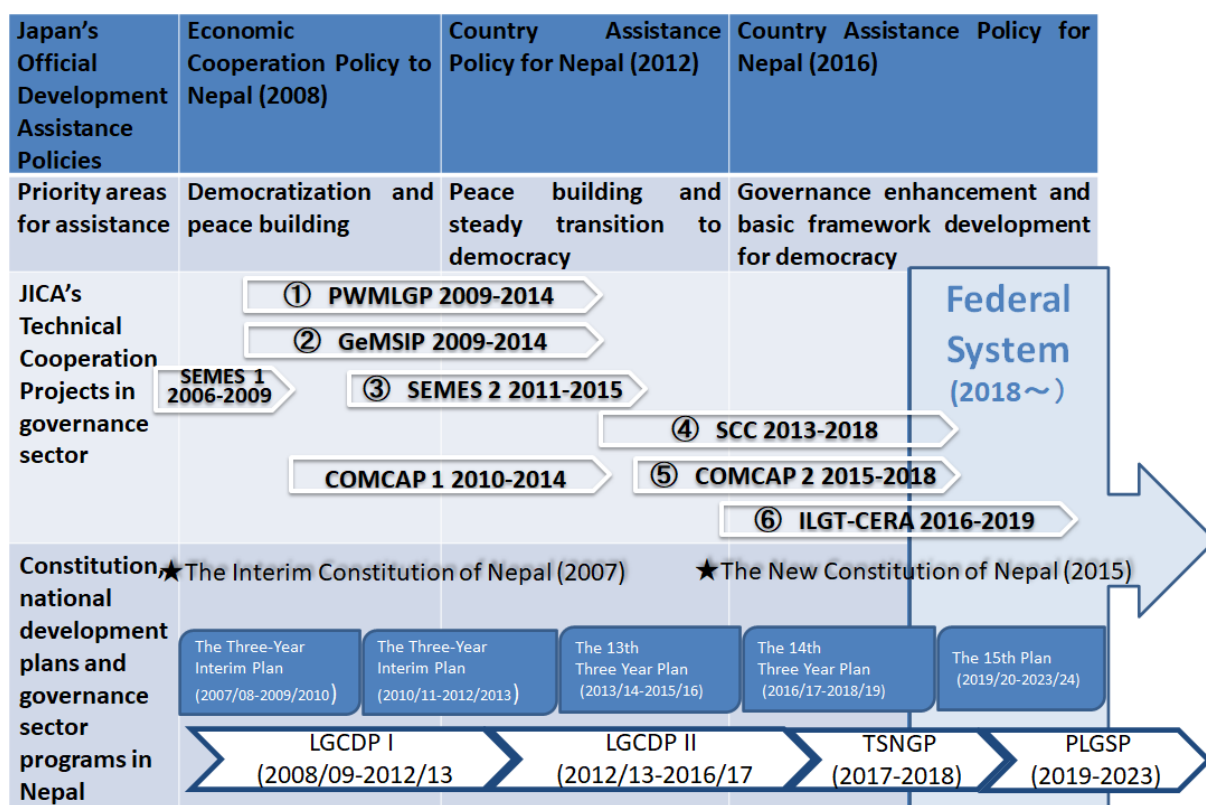 Japan's
Official
Development
Assistance
Policies
Economic
Cooperation Policy to
Nepal (2008)
Country Assistance
Policy for Nepal (2012)
Country Assistance Policy for
Nepal (2016)
Priority areas
for assistance
Democratization and
peace building
Peace building and
steady transition to
democracy
Governance enhancement and
basic framework development
for democracy
JICA's
Technical
Cooperation
Projects in
governance
sector
① PWMLGP 2009-2014
② GeMSIP 2009-2014
SEMES 1
2006-2009
③ SEMES 2 2011-2015
④ SCC 2013-2018
COMCAP 1 2010-2014
⑤ COMCAP 2 2015-2018
⑥ ILGT-CERA 2016-2019
Federal
System
(2018～）
Constitution,
national
development
plans and
governance
sector
programs in
Nepal
★The Interim Constitution of Nepal (2007)
★The New Constitution of Nepal (2015)
The Three-Year
Interim Plan
(2007/08-2009/2010)
The Three-Year
Interim Plan
(2010/11-2012/2013)
The 13th
Three Year Plan
(2013/14-2015/16)
The 14th
Three Year Plan
(2016/17-2018/19)
The 15th Plan
(2019/20-2023/24)
LGCDP I
(2008/09-2012/13
LGCDP II
(2012/13-2016/17
TSNGP
(2017-2018)
PLGSP
(2019-2023)